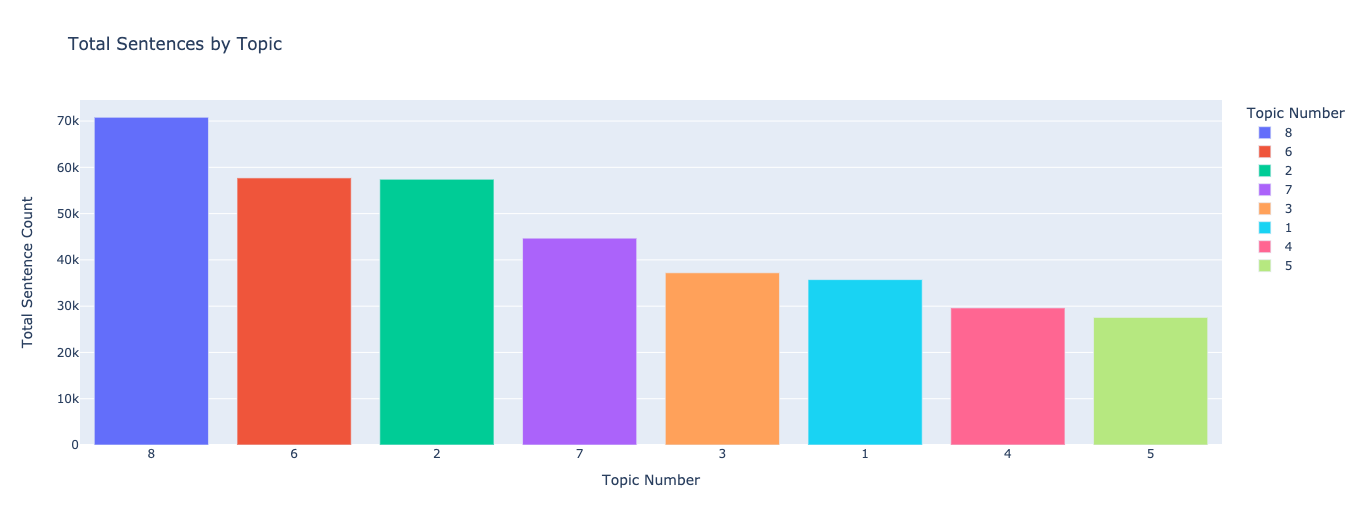 Total Sentences by Topic
70k
60k
50k
40k
30k
20k
10k
0
Total Sentence Count
8 6 2 7 3 1 4 5
Topic Number
Topic Number
8
6
2
7
3
1
4
5